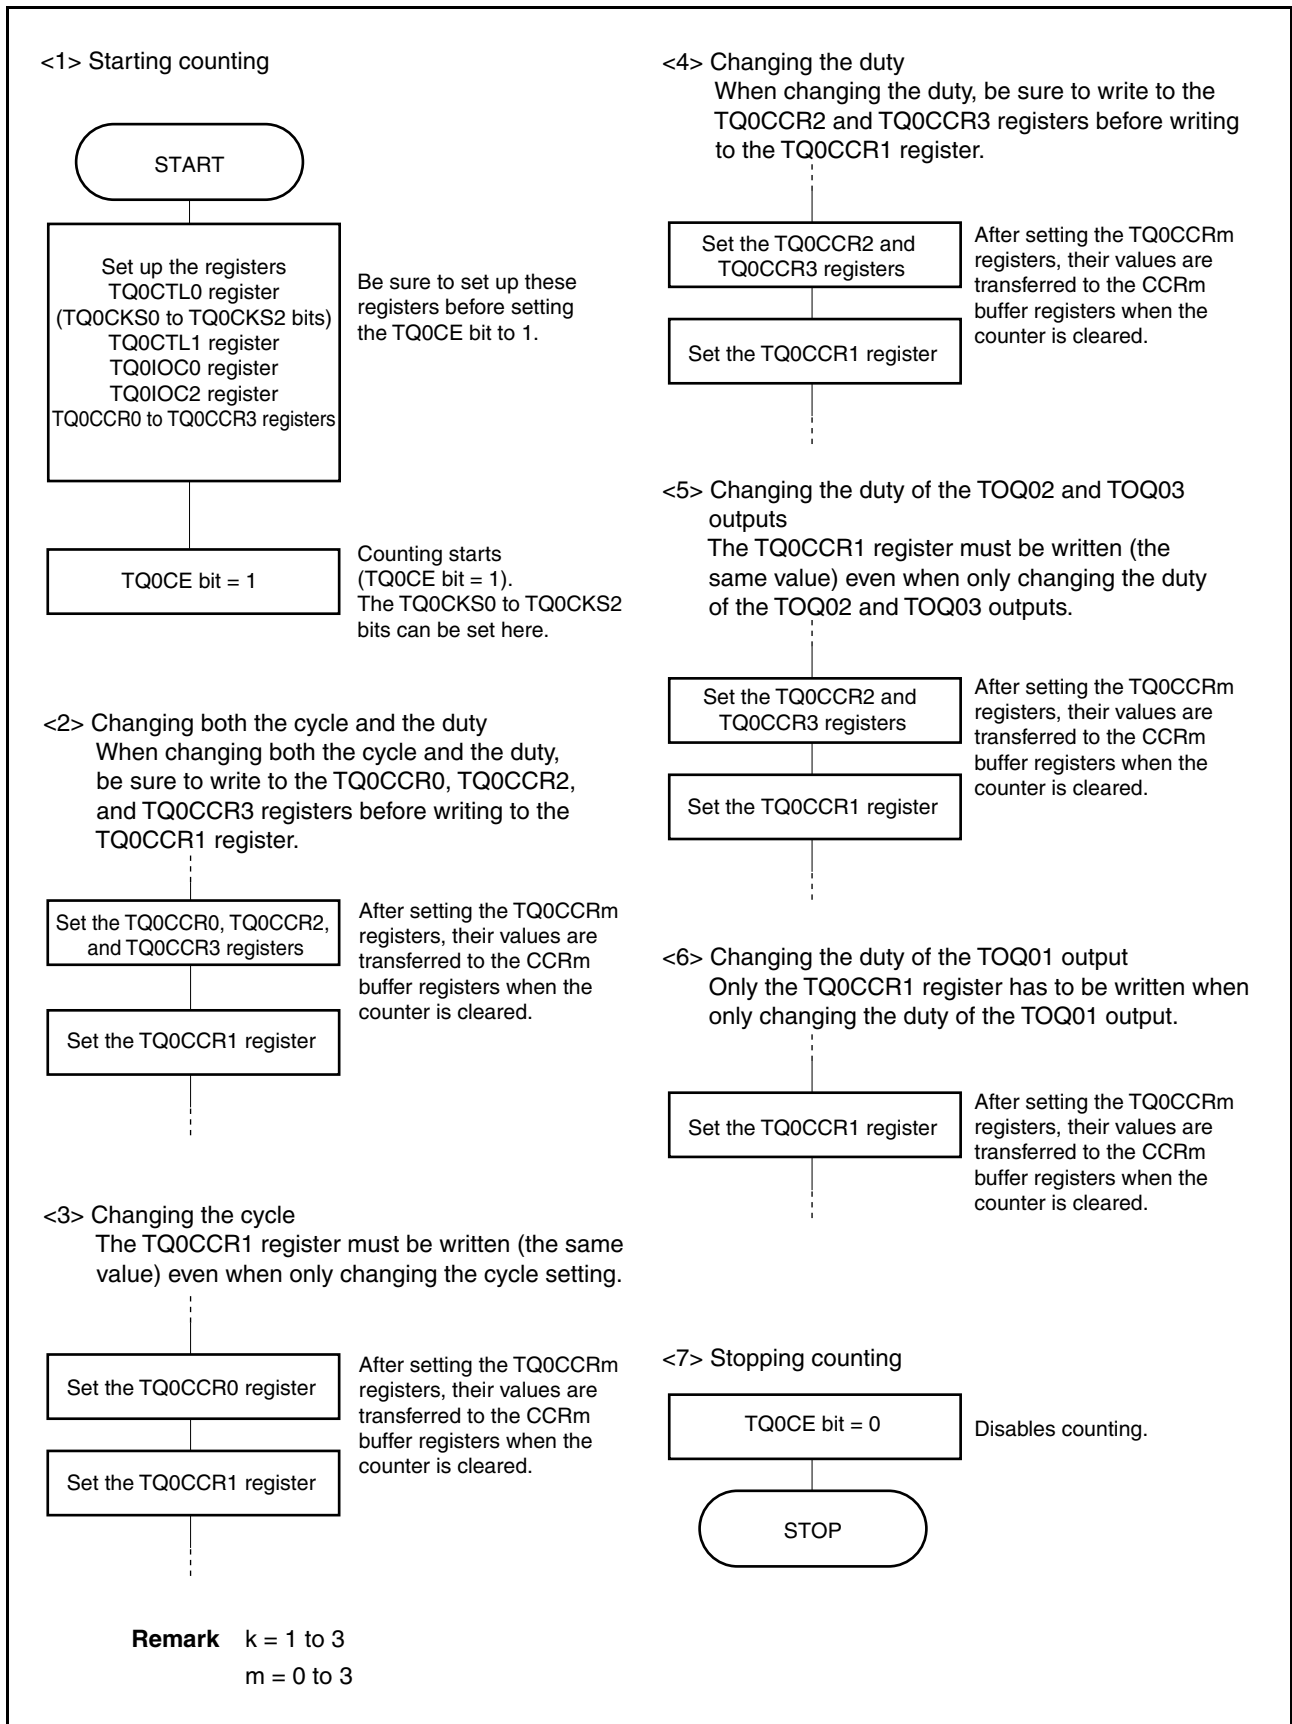 <1> Starting counting
START
Set up the registers
TQ0CTL0 register
(TQ0CKS0 to TQ0CKS2 bits)
TQ0CTL1 register
TQ0IOC0 register
TQ0IOC2 register
TQ0CCR0 to TQ0CCR3 registers
Be sure to set up these
registers before setting
the TQ0CE bit to 1.
TQ0CE bit = 1
Counting starts
(TQ0CE bit = 1).
The TQ0CKS0 to TQ0CKS2
bits can be set here.
<2> Changing both the cycle and the duty
When changing both the cycle and the duty,
be sure to write to the TQ0CCR0, TQ0CCR2,
and TQ0CCR3 registers before writing to the
TQ0CCR1 register.
Set the TQ0CCR0, TQ0CCR2,
and TQ0CCR3 registers
After setting the TQ0CCRm
registers, their values are
transferred to the CCRm
buffer registers when the
counter is cleared.
Set the TQ0CCR1 register
<3> Changing the cycle
The TQ0CCR1 register must be written (the same
value) even when only changing the cycle setting.
Set the TQ0CCR0 register
After setting the TQ0CCRm
registers, their values are
transferred to the CCRm
buffer registers when the
counter is cleared.
Set the TQ0CCR1 register
Remark k = 1 to 3
m = 0 to 3
<4> Changing the duty
When changing the duty, be sure to write to the
TQ0CCR2 and TQ0CCR3 registers before writing
to the TQ0CCR1 register.
Set the TQ0CCR2 and
TQ0CCR3 registers
After setting the TQ0CCRm
registers, their values are
transferred to the CCRm
buffer registers when the
counter is cleared.
Set the TQ0CCR1 register
<5> Changing the duty of the TOQ02 and TOQ03
outputs
The TQ0CCR1 register must be written (the
same value) even when only changing the duty
of the TOQ02 and TOQ03 outputs.
Set the TQ0CCR2 and
TQ0CCR3 registers
After setting the TQ0CCRm
registers, their values are
transferred to the CCRm
buffer registers when the
counter is cleared.
Set the TQ0CCR1 register
<6> Changing the duty of the TOQ01 output
Only the TQ0CCR1 register has to be written when
only changing the duty of the TOQ01 output.
Set the TQ0CCR1 register
After setting the TQ0CCRm
registers, their values are
transferred to the CCRm
buffer registers when the
counter is cleared.
<7> Stopping counting
TQ0CE bit = 0
Disables counting.
STOP